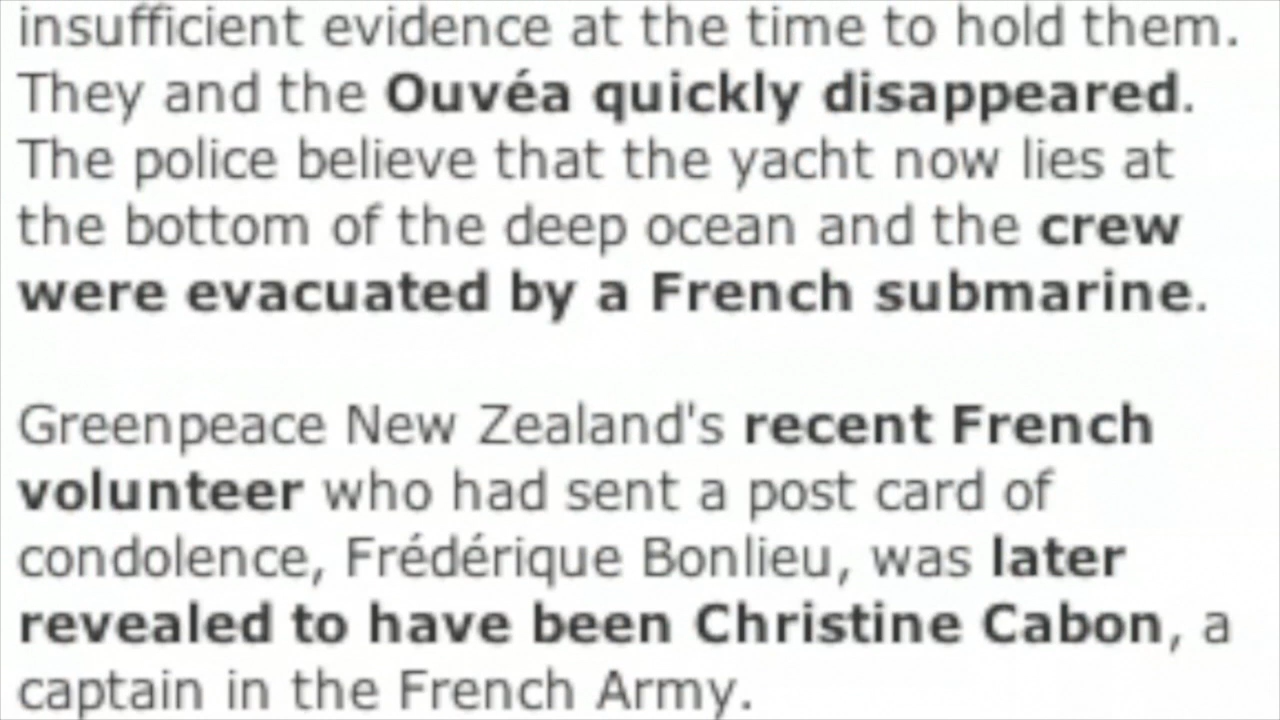 insufficient evidence at the time to hold them.
They and the Ouvéa quickly disappeared.
The police believe that the yacht now lies at
the bottom of the deep ocean and the crew
were evacuated by a French submarine.
Greenpeace New Zealand's recent French
volunteer who had sent a post card of
condolence, Frédérique Bonlieu, was later
revealed to have been Christine Cabon, a
captain in the French Army.